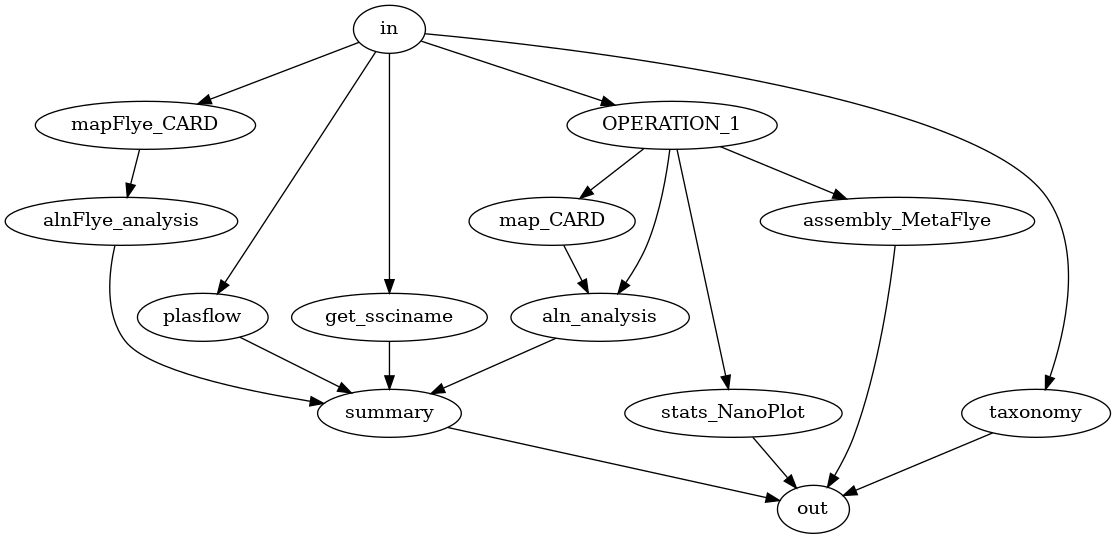 in
mapFlye_CARD
OPERATION_1
alnFlye_analysis
map_CARD
assembly_MetaFlye
plasflow
get_ssciname
aln_analysis
summary
stats_NanoPlot
taxonomy
out